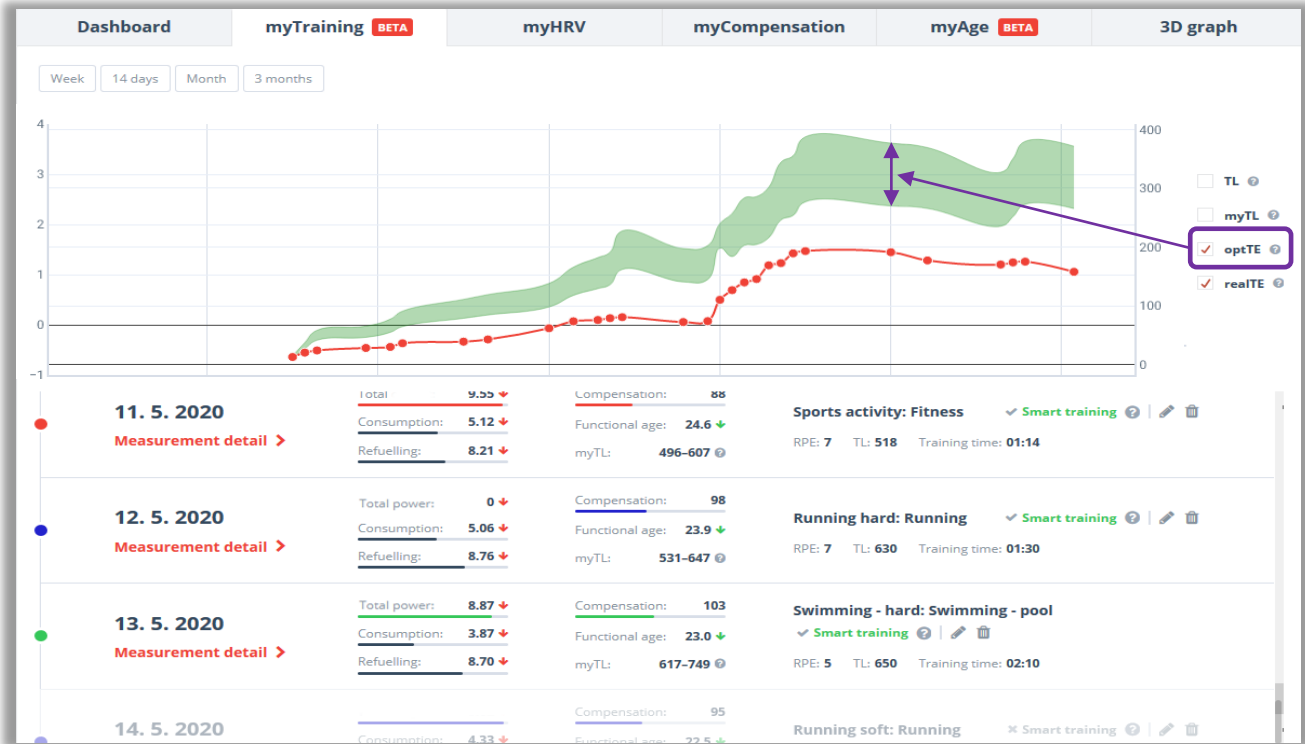 Dashboard myTraining BETA myHRV myCompensation myAge BETA 3D graph
Week 14 days Month 3 months
4 400
3 300 TL ?
myTL ?
2 200 optTE ?
1 realTE ?
100
0
0
−1
Total 9.55 Compensation: 88
11. 5. 2020 Sports activity: Fitness Smart training ?
Consumption: 5.12 Functional age: 24.6
Measurement detail RPE: 7 TL: 518 Training time: 01:14
Refuelling: 8.21 myTL: 496–607 ?
Total power: 0 Compensation: 98
12. 5. 2020 Running hard: Running Smart training ?
Consumption: 5.06 Functional age: 23.9
Measurement detail RPE: 7 TL: 630 Training time: 01:30
Refuelling: 8.76 myTL: 531–647 ?
Total power: 8.87 Compensation: 103
13. 5. 2020 Swimming - hard: Swimming - pool
Consumption: 3.87 Functional age: 23.0 Smart training ?
Measurement detail
Refuelling: 8.70 myTL: 617–749 ? RPE: 5 TL: 650 Training time: 02:10
Compensation: 95
14. 5. 2020 Running soft: Running Smart training ?
Consumption: 4.33 Functional age: 22.5